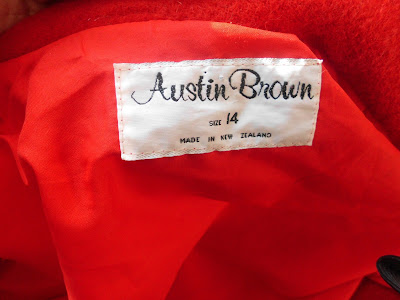 Austin Brown
SIZE 14
MADE IN NEW ZEALAND